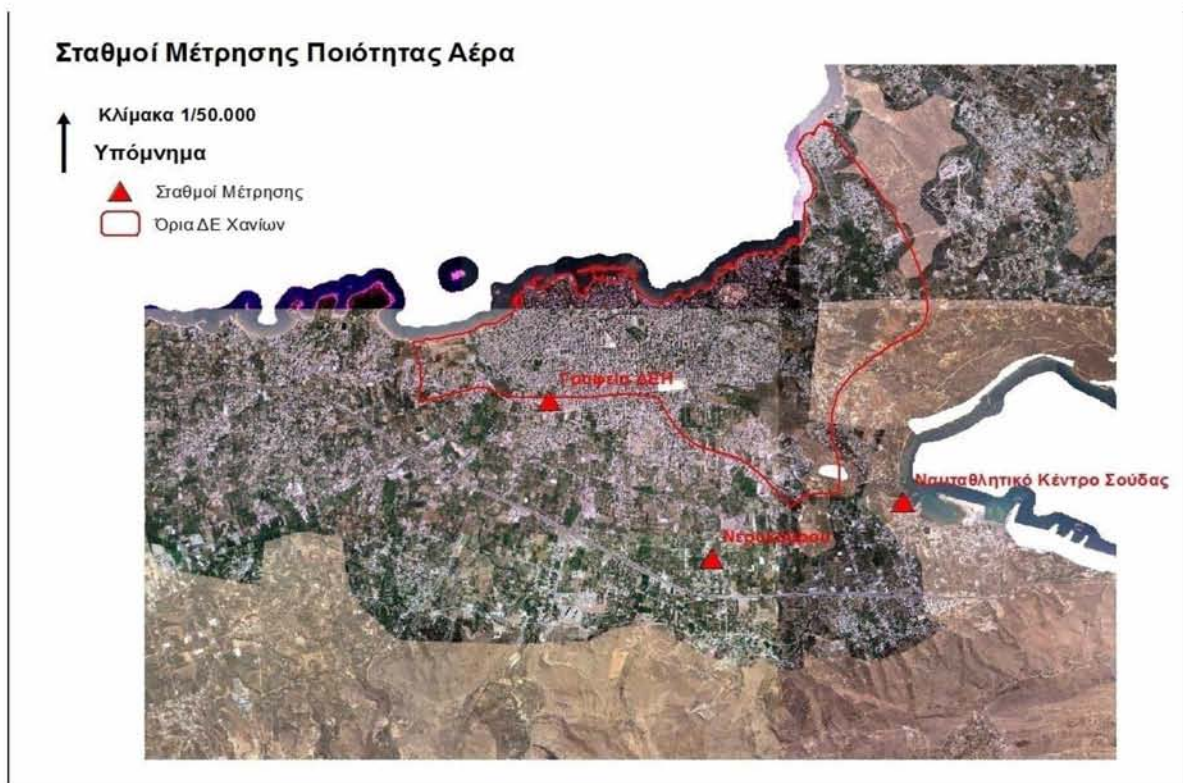 Σταθμοί Μέτρησης Ποιότητας Αέρα
Κλίμακα 1/50.000
Υπόμνημα
Σταθμοί Μέτρησης
Όρια ΔΕ Χανίων
Γραφεία ΔΕΗ
Ναυταθλητικό Κέντρο Σούδας
Νεροκούρου